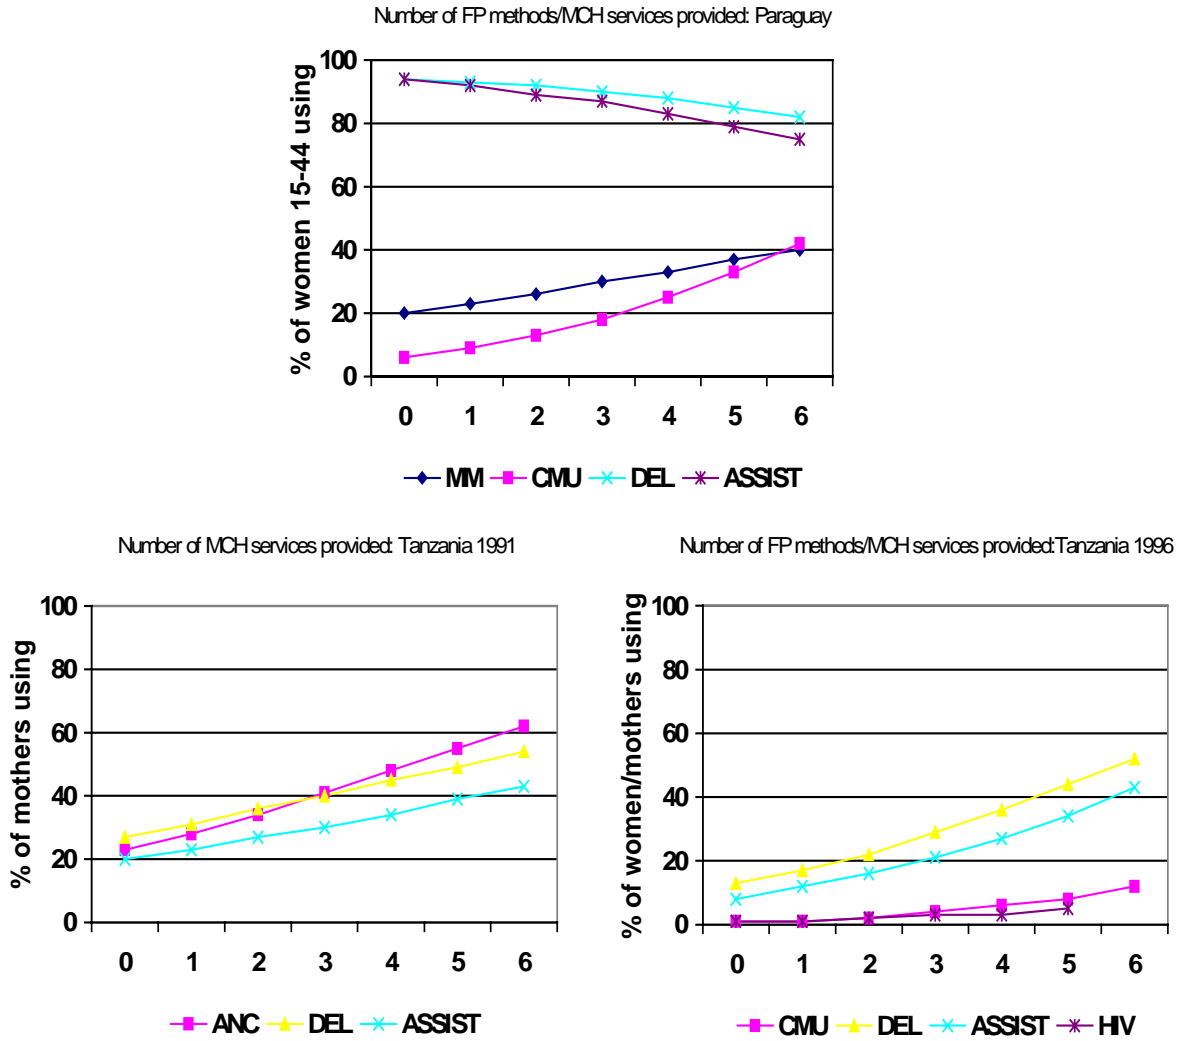 Number of FP methods/MCH services provided: Paraguay
% of women 15-44 using
100
80
60
40
20
0
0 1 2 3 4 5 6
MM CMU DEL ASSIST
Number of MCH services provided: Tanzania 1991
% of mothers using
100
80
60
40
20
0
0 1 2 3 4 5 6
ANC DEL ASSIST
Number of FP methods/MCH services provided:Tanzania 1996
% of women/mothers using
100
80
60
40
20
0
0 1 2 3 4 5 6
CMU DEL ASSIST HIV